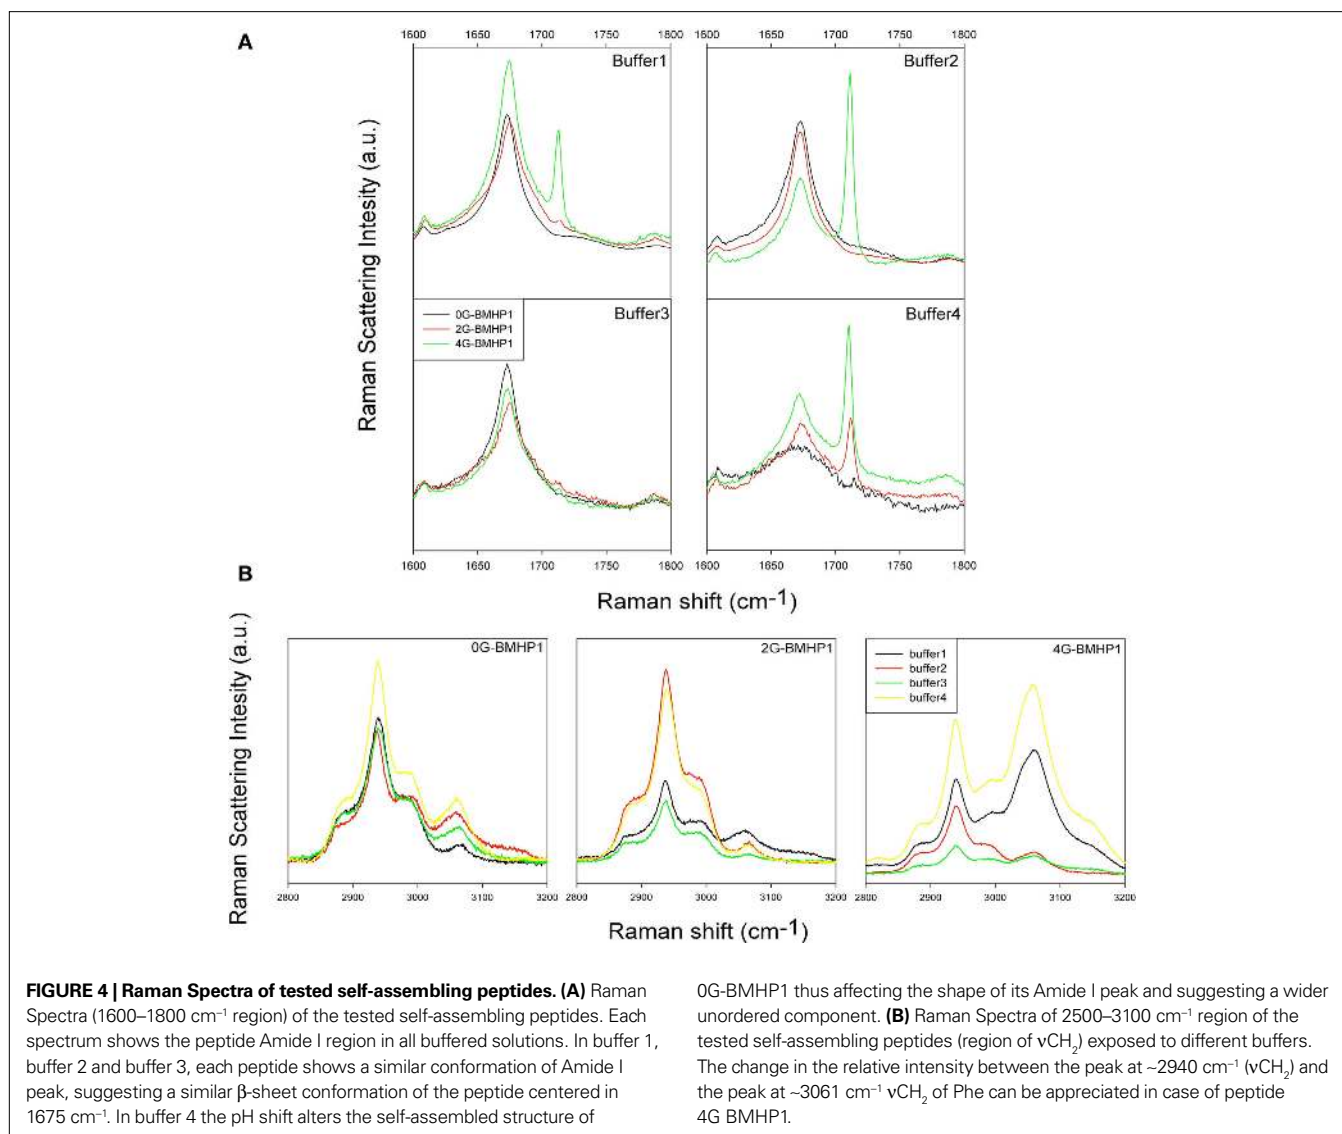 A
1600 1650 1700 1750 1800
1600 1650 1700 1750 1800
Buffer1
Buffer2
Raman Scattering Intesity (a.u.)
Buffer3
0G-BMHP1
2G-BMHP1
4G-BMHP1
Buffer4
1600 1650 1700 1750 1800
1600 1650 1700 1750 1800
Raman shift (cm-1)
B
Raman Scattering Intesity (a.u.)
0G-BMHP1
2G-BMHP1
4G-BMHP1
buffer1
buffer2
buffer3
buffer4
2800 2900 3000 3100 3200
2800 2900 3000 3100 3200
2800 2900 3000 3100 3200
Raman shift (cm-1)
FIGURE 4 | Raman Spectra of tested self-assembling peptides. (A) Raman
Spectra (1600–1800 cm⁻¹ region) of the tested self-assembling peptides. Each
spectrum shows the peptide Amide I region in all buffered solutions. In buffer 1,
buffer 2 and buffer 3, each peptide shows a similar conformation of Amide I
peak, suggesting a similar β-sheet conformation of the peptide centered in
1675 cm⁻¹. In buffer 4 the pH shift alters the self-assembled structure of
0G-BMHP1 thus affecting the shape of its Amide I peak and suggesting a wider
unordered component. (B) Raman Spectra of 2500–3100 cm⁻¹ region of the
tested self-assembling peptides (region of νCH₂) exposed to different buffers.
The change in the relative intensity between the peak at ~2940 cm⁻¹ (νCH₂) and
the peak at ~3061 cm⁻¹ νCH₂ of Phe can be appreciated in case of peptide
4G BMHP1.